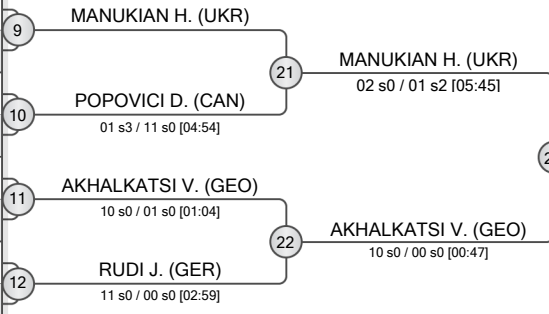 MANUKIAN H. (UKR)
9
21
MANUKIAN H. (UKR)
02 s0 / 01 s2 [05:45]
POPOVICI D. (CAN)
10
01 s3 / 11 s0 [04:54]
AKHALKATSI V. (GEO)
11
10 s0 / 01 s0 [01:04]
22
AKHALKATSI V. (GEO)
10 s0 / 00 s0 [00:47]
RUDI J. (GER)
12
11 s0 / 00 s0 [02:59]